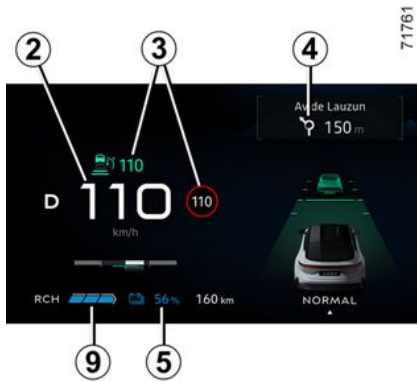 71761
2
3
4
Av de Lauzun
150 m
110
D
110
110
km/h
RCH
56%
160 km
NORMAL
9
5